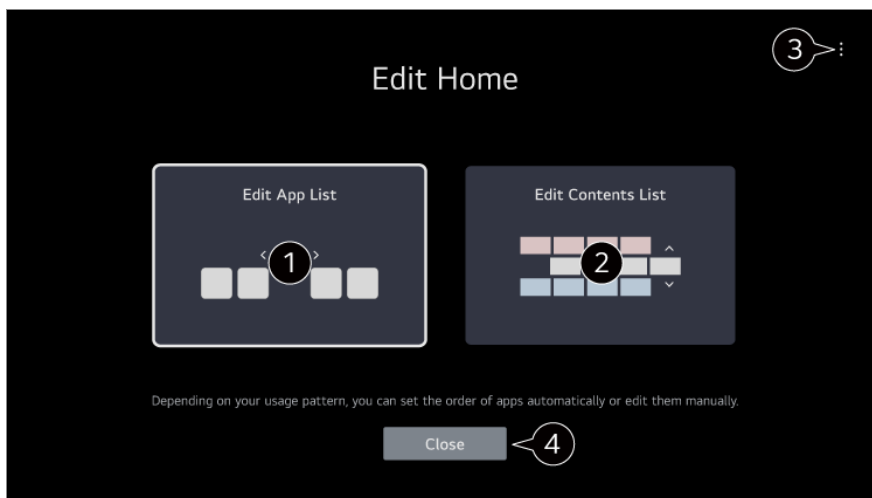 3
Edit Home
Edit App List
Edit Contents List
1
2
Depending on your usage pattern, you can set the order of apps automatically or edit them manually.
Close
4